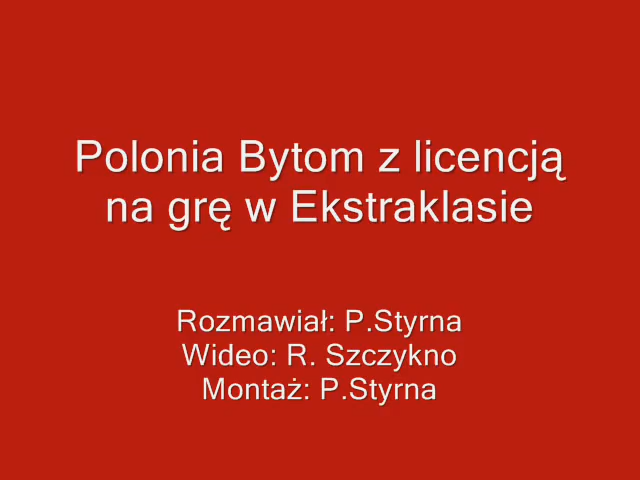 Polonia Bytom z licencją
na grę w Ekstraklasie
Rozmawiał: P.Styrna
Wideo: R. Szczykno
Montaż: P.Styrna